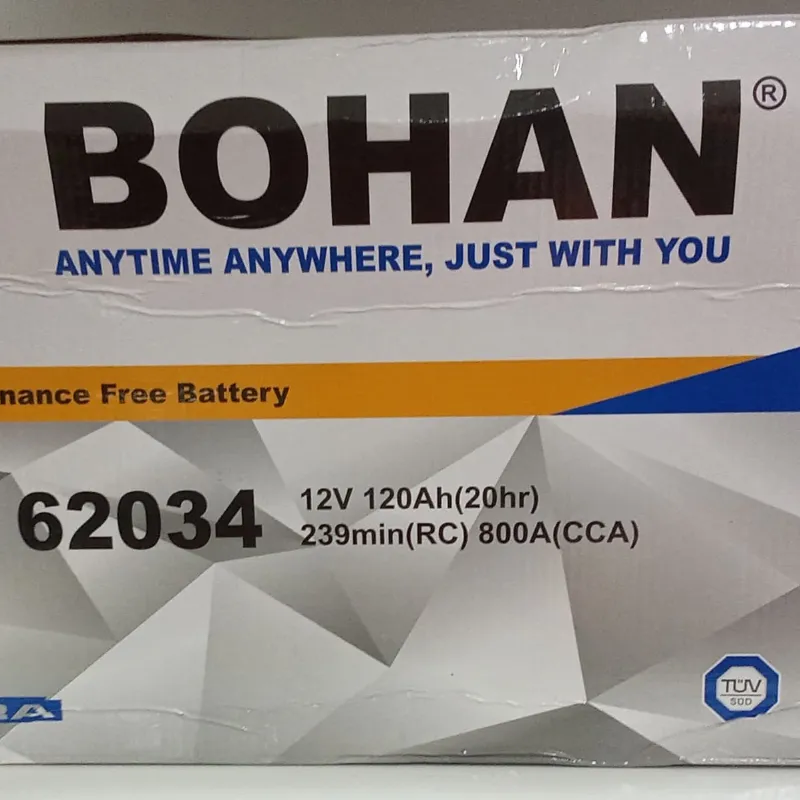 BOHAN®
ANYTIME ANYWHERE, JUST WITH YOU
nance Free Battery
62034
12V 120Ah(20hr)
239min(RC) 800A(CCA)
BA
TÜV
SÜD